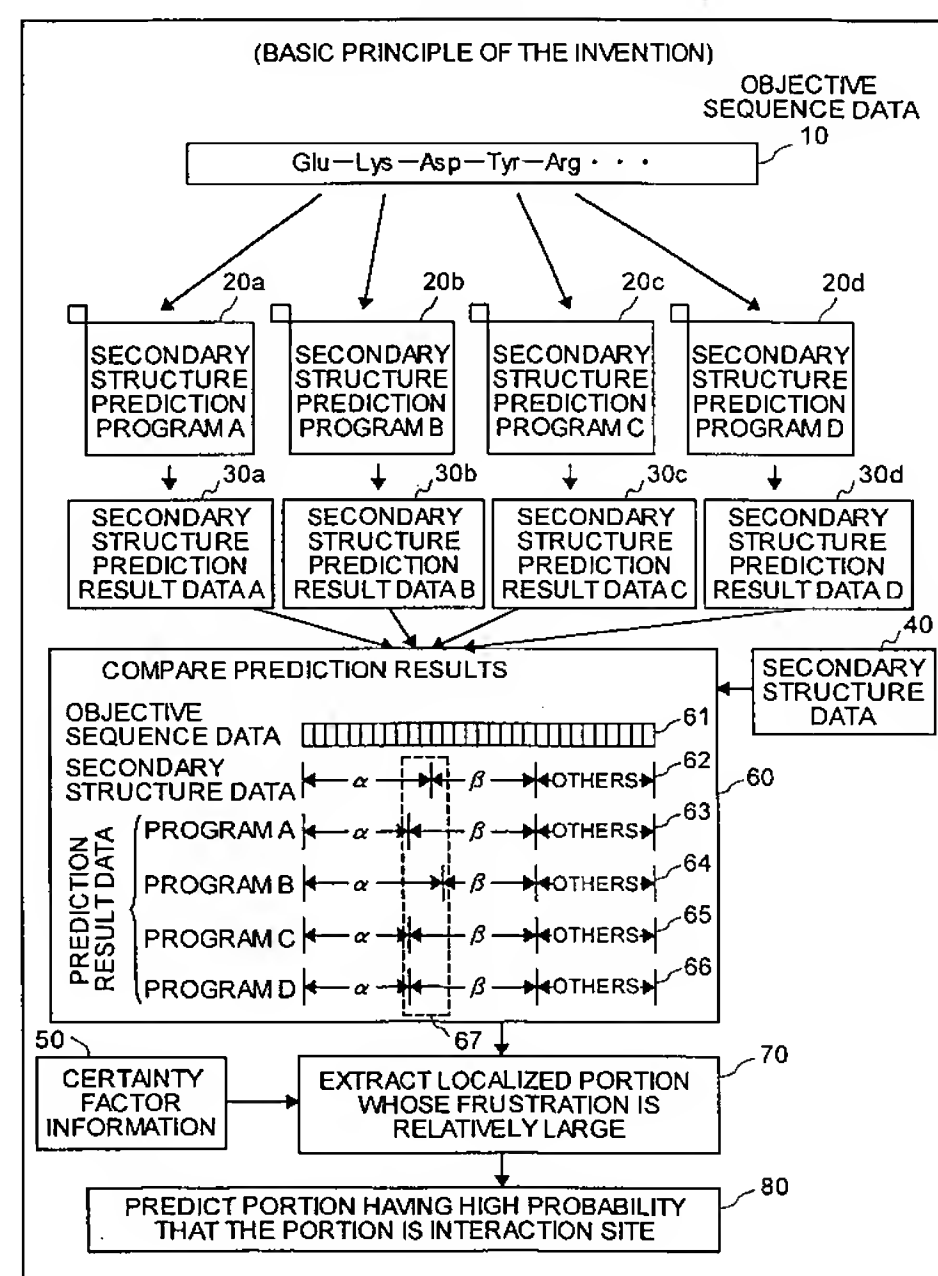 (BASIC PRINCIPLE OF THE INVENTION)
OBJECTIVE
SEQUENCE DATA
10
Glu—Lys—Asp—Tyr—Arg · · ·
20a
20b
20c
20d
SECONDARY
STRUCTURE
PREDICTION
PROGRAM A
SECONDARY
STRUCTURE
PREDICTION
PROGRAM B
SECONDARY
STRUCTURE
PREDICTION
PROGRAM C
SECONDARY
STRUCTURE
PREDICTION
PROGRAM D
30a
30b
30c
30d
SECONDARY
STRUCTURE
PREDICTION
RESULT DATA A
SECONDARY
STRUCTURE
PREDICTION
RESULT DATA B
SECONDARY
STRUCTURE
PREDICTION
RESULT DATA C
SECONDARY
STRUCTURE
PREDICTION
RESULT DATA D
40
SECONDARY
STRUCTURE
DATA
COMPARE PREDICTION RESULTS
OBJECTIVE
SEQUENCE DATA
61
SECONDARY
STRUCTURE DATA
α β OTHERS 62
60
PREDICTION
RESULT DATA
PROGRAM A α β OTHERS 63
PROGRAM B α β OTHERS 64
PROGRAM C α β OTHERS 65
PROGRAM D α β OTHERS 66
67
50
CERTAINTY
FACTOR
INFORMATION
70
EXTRACT LOCALIZED PORTION
WHOSE FRUSTRATION IS
RELATIVELY LARGE
80
PREDICT PORTION HAVING HIGH PROBABILITY
THAT THE PORTION IS INTERACTION SITE